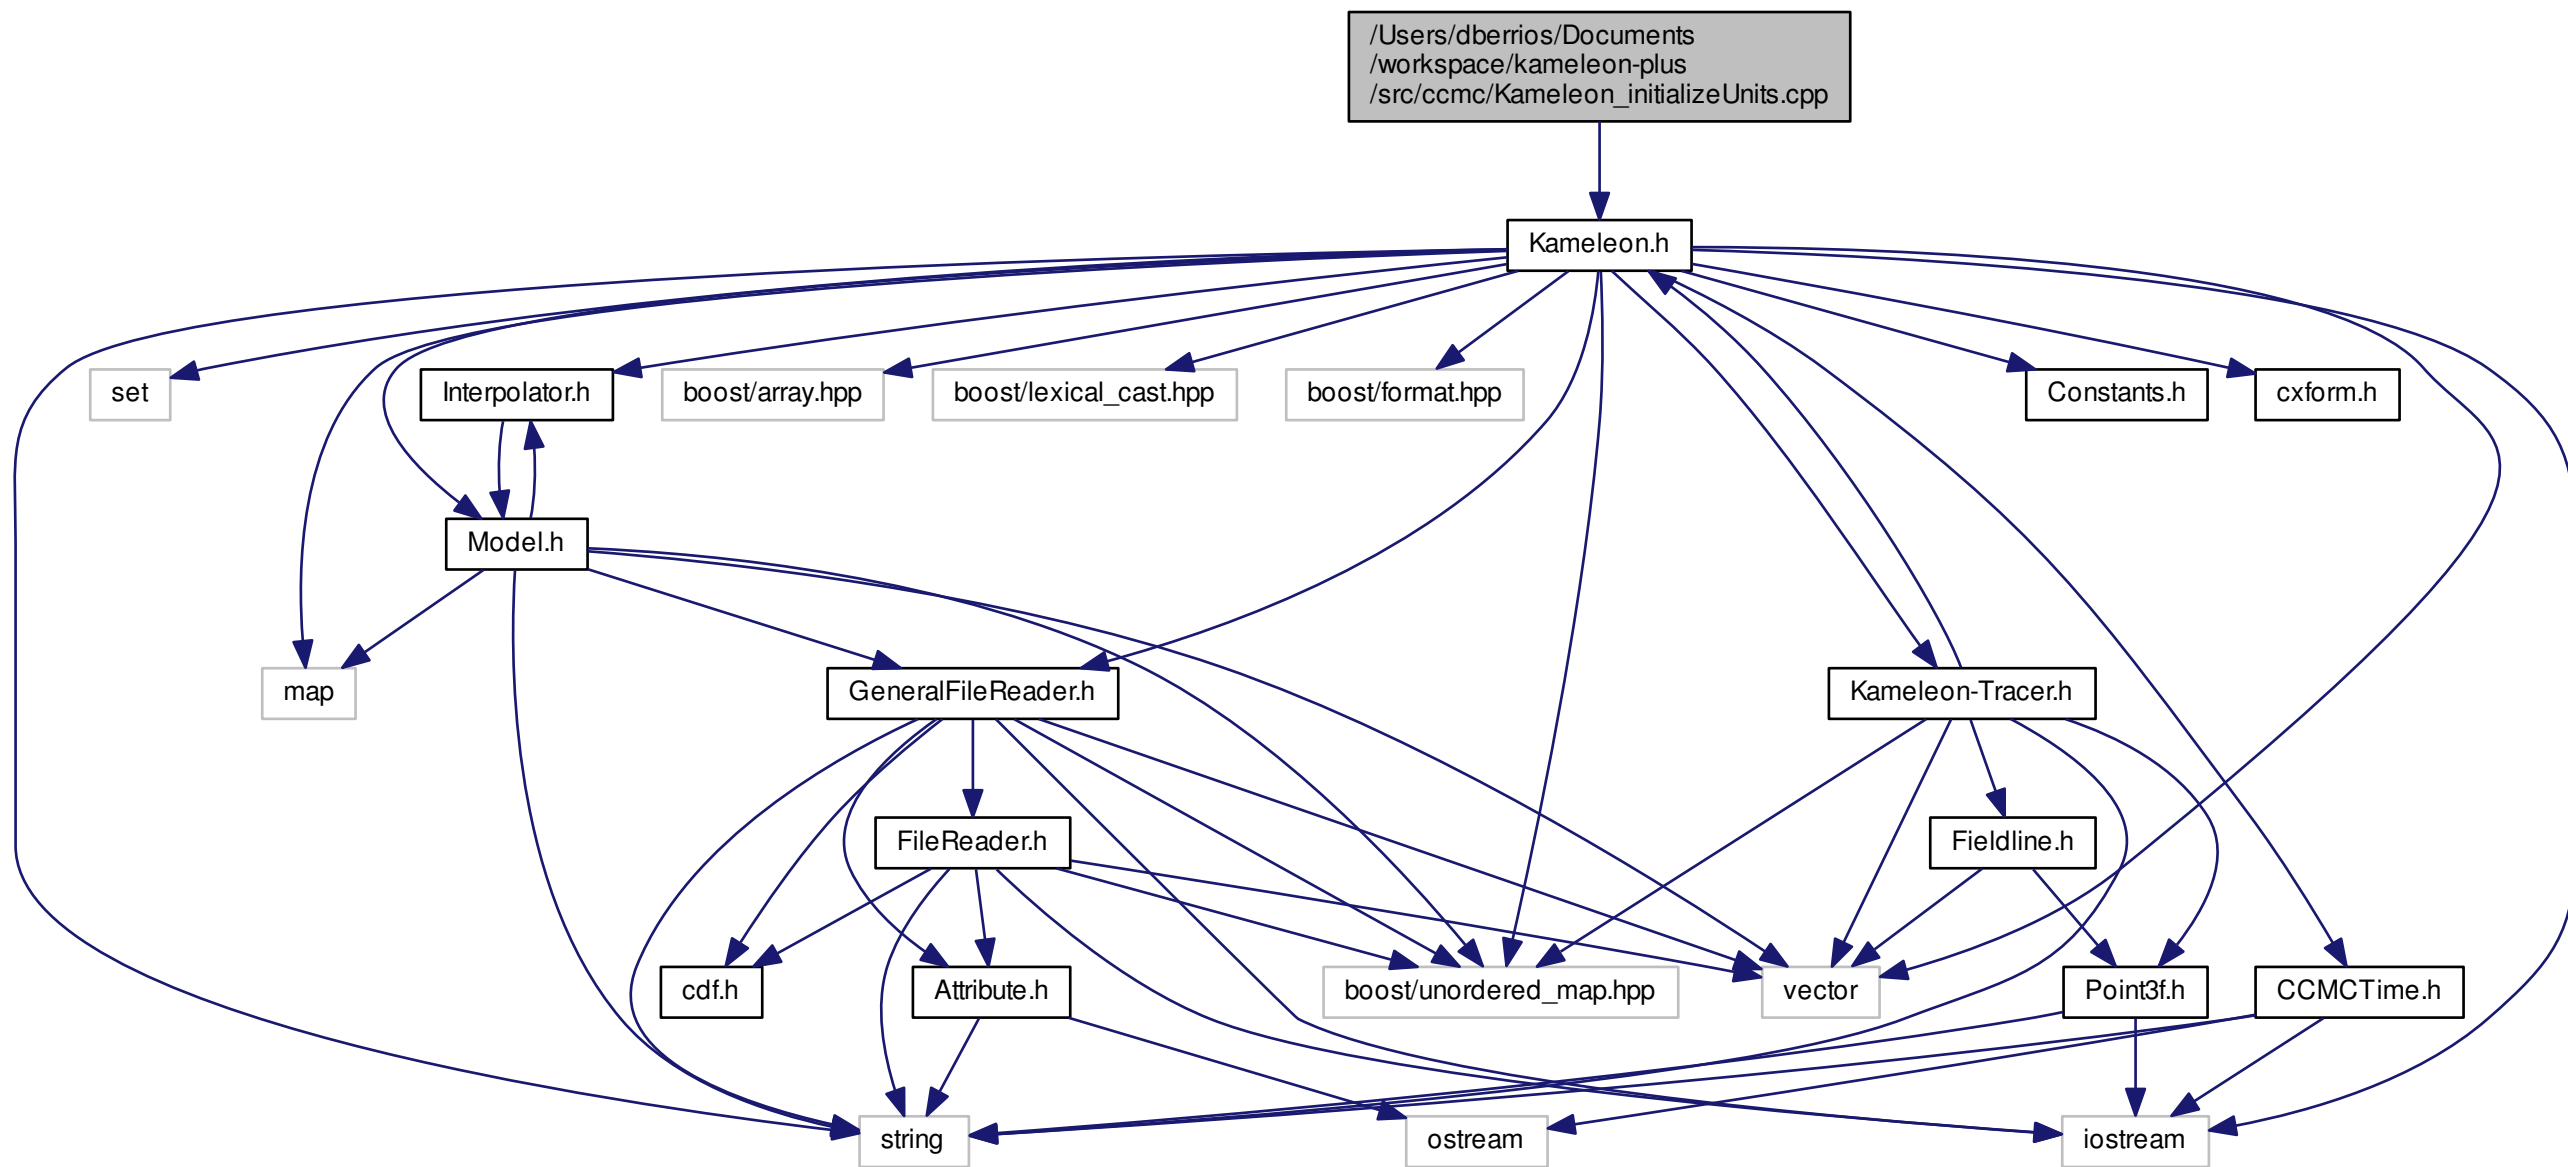 /Users/dberrios/Documents
/workspace/kameleon-plus
/src/ccmc/Kameleon_initializeUnits.cpp
Kameleon.h
set
Interpolator.h
boost/array.hpp
boost/lexical_cast.hpp
boost/format.hpp
Constants.h
cxform.h
Model.h
map
GeneralFileReader.h
Kameleon-Tracer.h
FileReader.h
Fieldline.h
cdf.h
Attribute.h
boost/unordered_map.hpp
vector
Point3f.h
CCMCTime.h
string
ostream
iostream